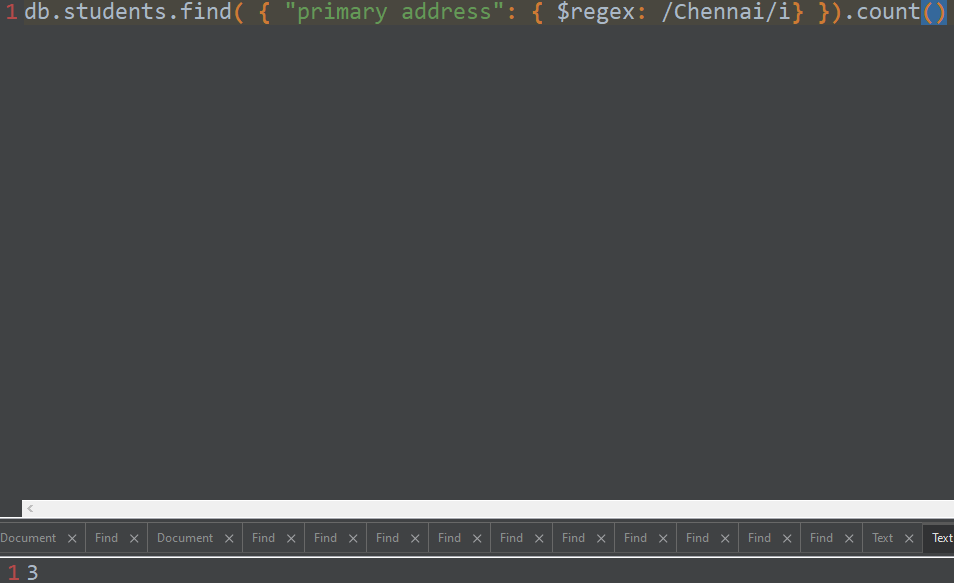 1 db.students.find( { "primary address": { $regex: /Chennai/i} }).count()
<
Document × Find × Document × Find × Find × Find × Find × Find × Find × Find × Find × Find × Find × Text × Text
1 3